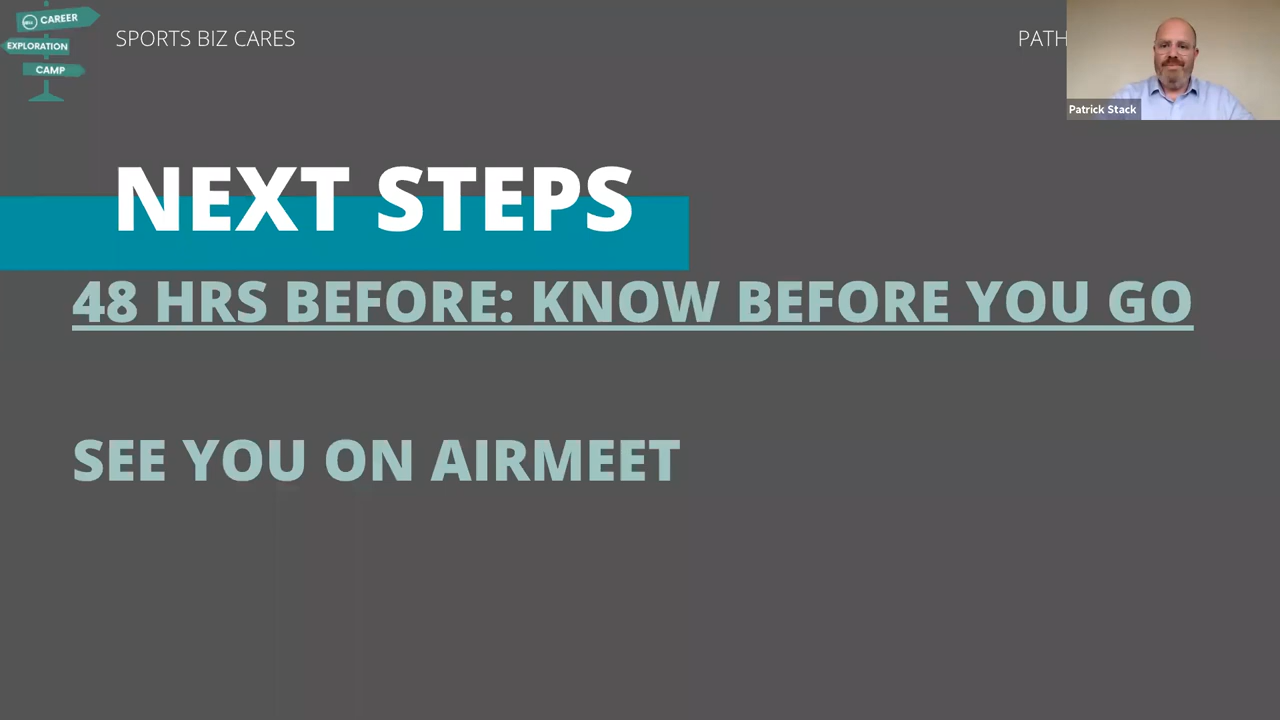 CAREER
EXPLORATION
CAMP
SPORTS BIZ CARES
PATH
Patrick Stack
NEXT STEPS
48 HRS BEFORE: KNOW BEFORE YOU GO
SEE YOU ON AIRMEET